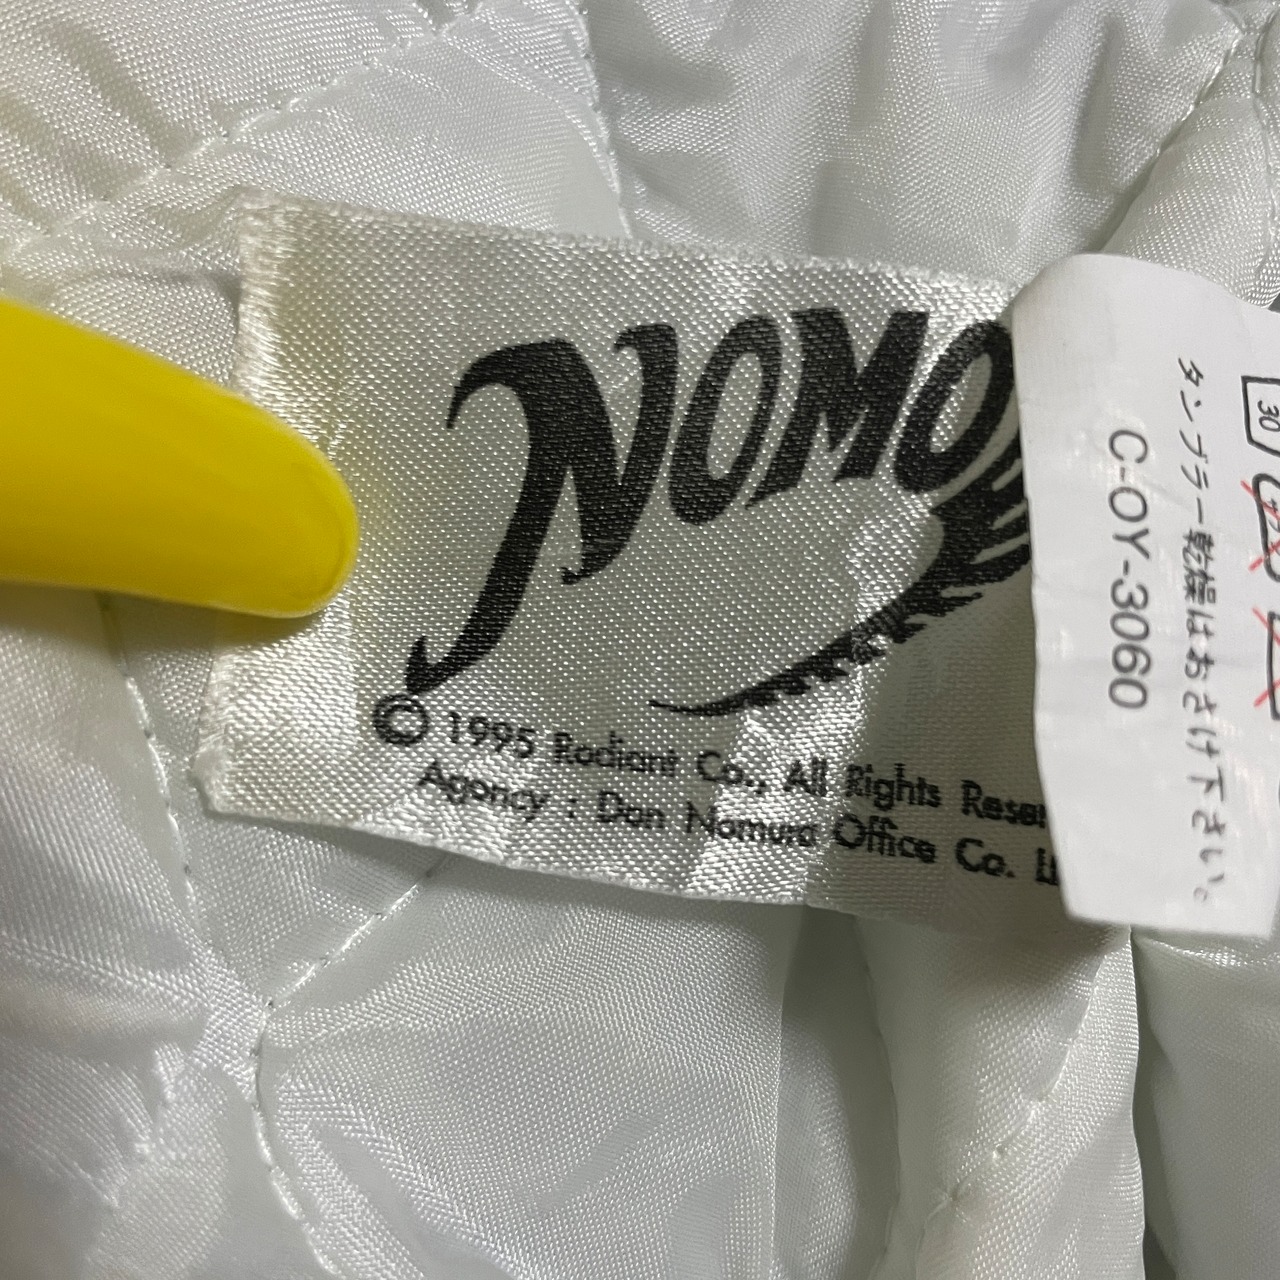 NOMO
© 1995 Radiant Co., All Rights Reser
Agency : Dan Nomura Office Co. Lt
30
タンブラー乾燥はおさけ下さい。
C-OY-3060